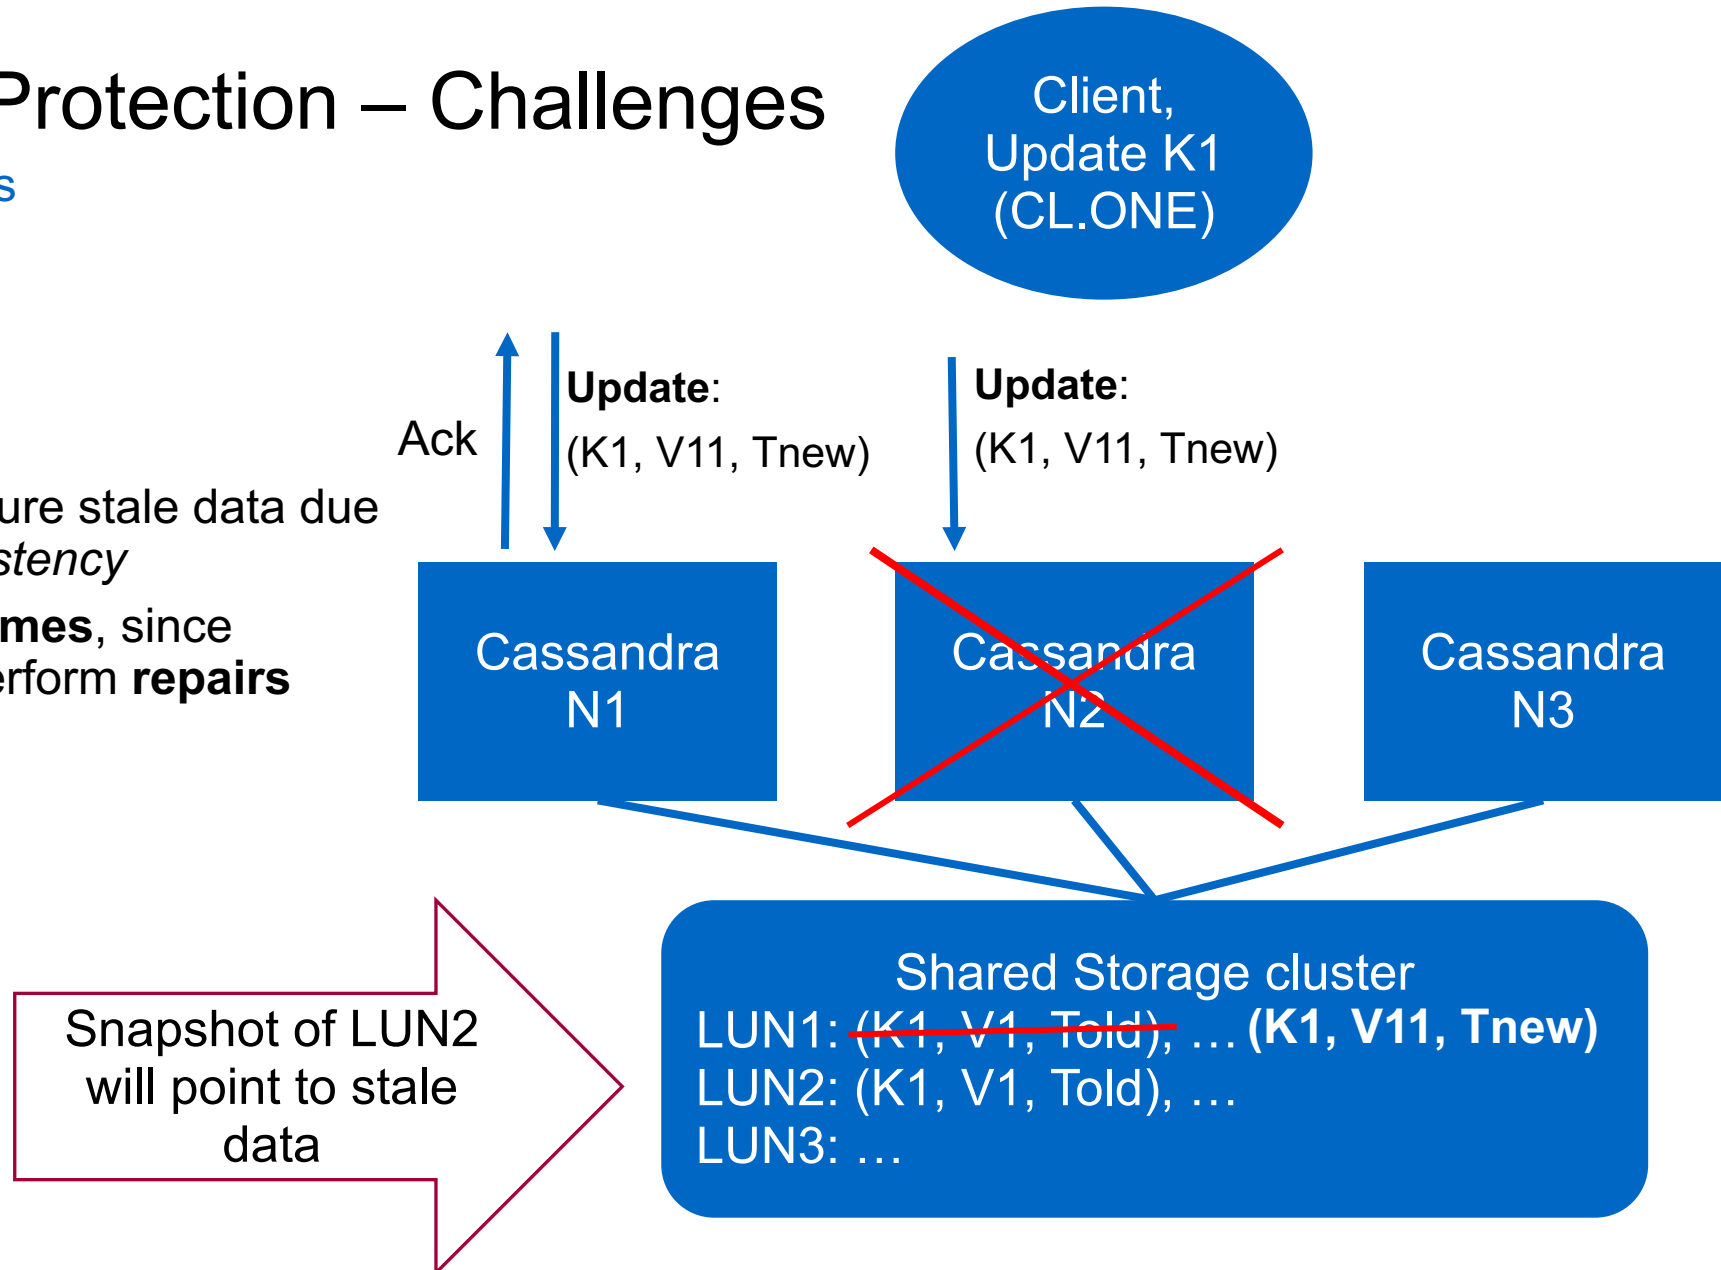 Protection – Challenges
s
Client,
Update K1
(CL.ONE)
Ack
Update:
(K1, V11, Tnew)
Update:
(K1, V11, Tnew)
ure stale data due
stency
mes, since
erform repairs
Cassandra
N1
Cassandra
N2
Cassandra
N3
Snapshot of LUN2
will point to stale
data
Shared Storage cluster
LUN1: (K1, V1, Told), … (K1, V11, Tnew)
LUN2: (K1, V1, Told), …
LUN3: …